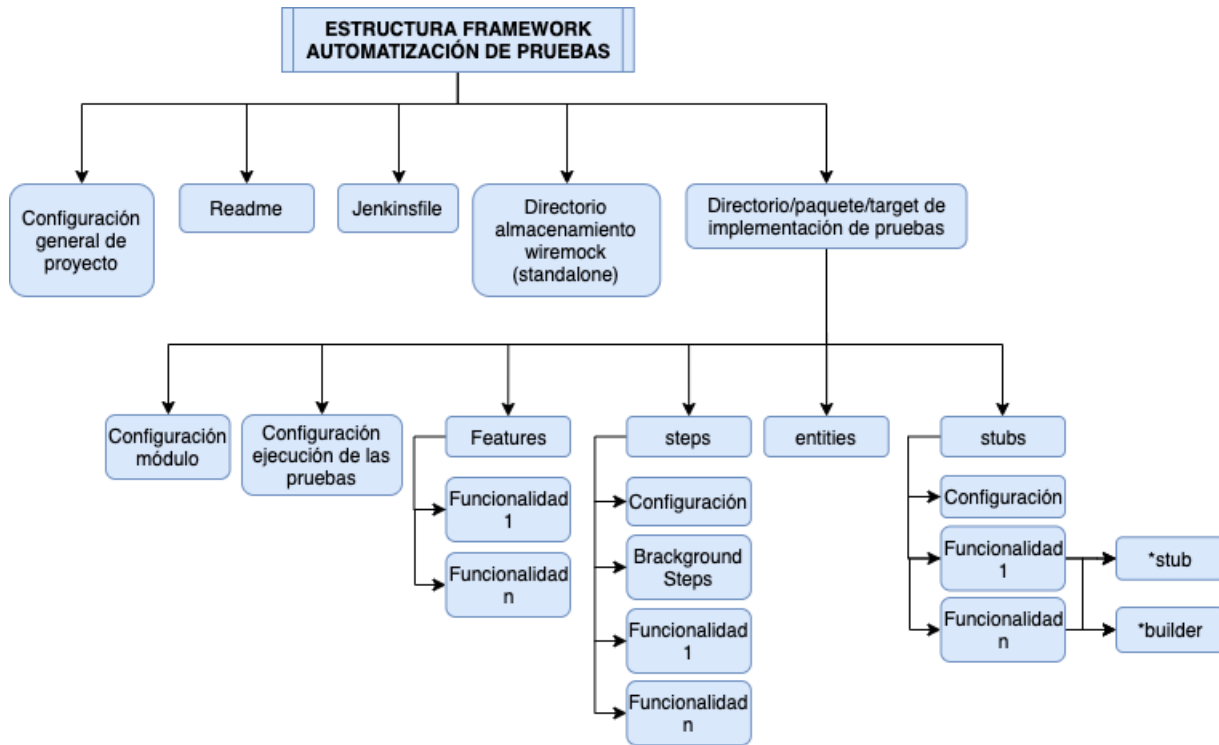 ESTRUCTURA FRAMEWORK
AUTOMATIZACIÓN DE PRUEBAS
Configuración
general de
proyecto
Readme
Jenkinsfile
Directorio
almacenamiento
wiremock
(standalone)
Directorio/paquete/target de
implementación de pruebas
Configuración
módulo
Configuración
ejecución de las
pruebas
Features
Funcionalidad
1
Funcionalidad
n
steps
Configuración
Brackground
Steps
Funcionalidad
1
Funcionalidad
n
entities
stubs
Configuración
Funcionalidad
1
Funcionalidad
n
*stub
*builder